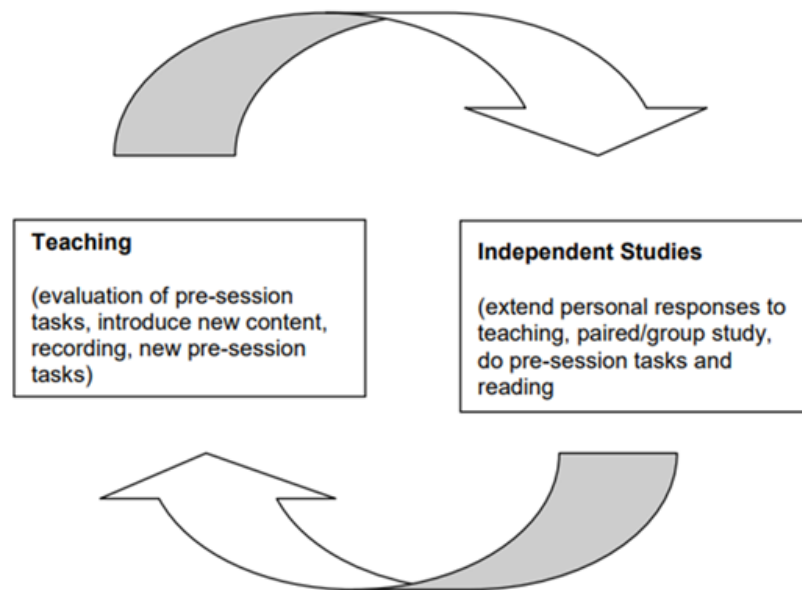 Teaching
(evaluation of pre-session
tasks, introduce new content,
recording, new pre-session
tasks)
Independent Studies
(extend personal responses to
teaching, paired/group study,
do pre-session tasks and
reading